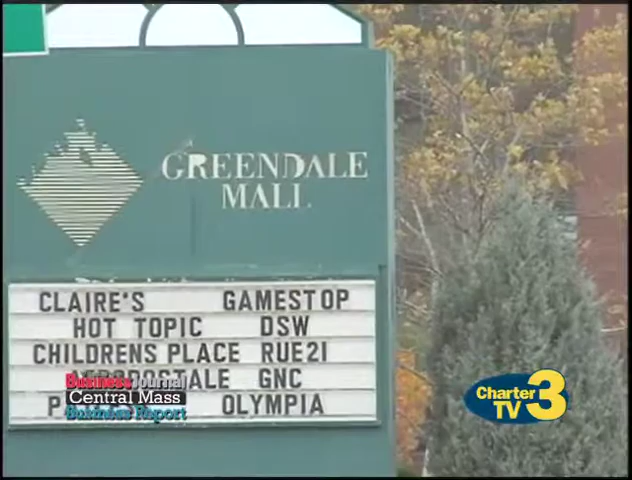 GREENDALE
MALL
CLAIRE'S GAMESTOP
HOT TOPIC DSW
CHILDRENS PLACE RUE21
AEROPOSTALE GNC
OLYMPIA
Business Journal
Central Mass
Business Report
Charter
TV 3